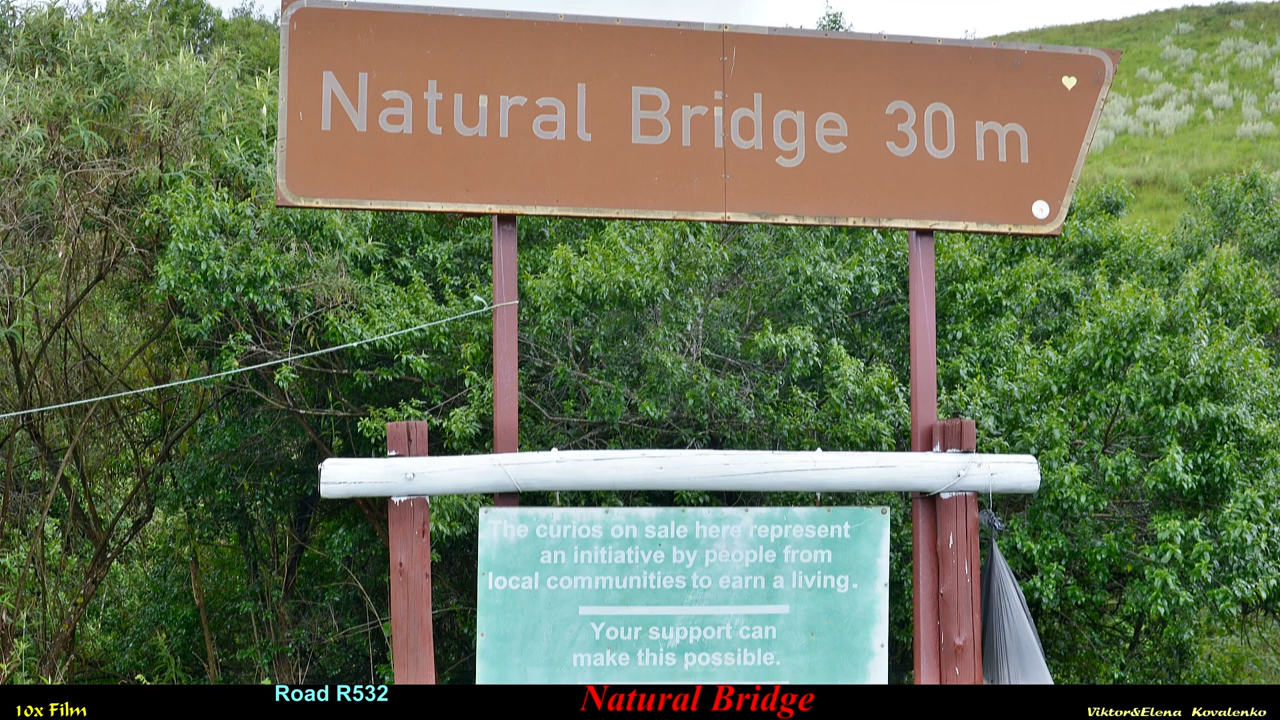 Natural Bridge 30 m
The curios on sale here represent
an initiative by people from
local communities to earn a living.
Your support can
make this possible.
Road R532
Natural Bridge
10x Film
Viktor&Elena Kovalenko